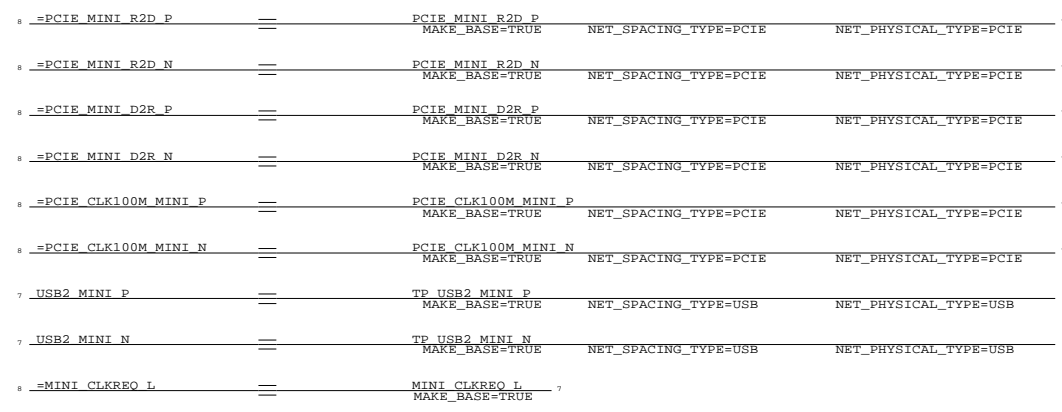 8 =PCIE_MINI_R2D_P PCIE_MINI_R2D_P
MAKE_BASE=TRUE NET_SPACING_TYPE=PCIE NET_PHYSICAL_TYPE=PCIE
8 =PCIE_MINI_R2D_N PCIE_MINI_R2D_N
MAKE_BASE=TRUE NET_SPACING_TYPE=PCIE NET_PHYSICAL_TYPE=PCIE
8 =PCIE_MINI_D2R_P PCIE_MINI_D2R_P
MAKE_BASE=TRUE NET_SPACING_TYPE=PCIE NET_PHYSICAL_TYPE=PCIE
8 =PCIE_MINI_D2R_N PCIE_MINI_D2R_N
MAKE_BASE=TRUE NET_SPACING_TYPE=PCIE NET_PHYSICAL_TYPE=PCIE
8 =PCIE_CLK100M_MINI_P PCIE_CLK100M_MINI_P
MAKE_BASE=TRUE NET_SPACING_TYPE=PCIE NET_PHYSICAL_TYPE=PCIE
8 =PCIE_CLK100M_MINI_N PCIE_CLK100M_MINI_N
MAKE_BASE=TRUE NET_SPACING_TYPE=PCIE NET_PHYSICAL_TYPE=PCIE
7 USB2_MINI_P TP_USB2_MINI_P
MAKE_BASE=TRUE NET_SPACING_TYPE=USB NET_PHYSICAL_TYPE=USB
7 USB2_MINI_N TP_USB2_MINI_N
MAKE_BASE=TRUE NET_SPACING_TYPE=USB NET_PHYSICAL_TYPE=USB
8 =MINI_CLKREQ_L MINI_CLKREQ_L 7
MAKE_BASE=TRUE